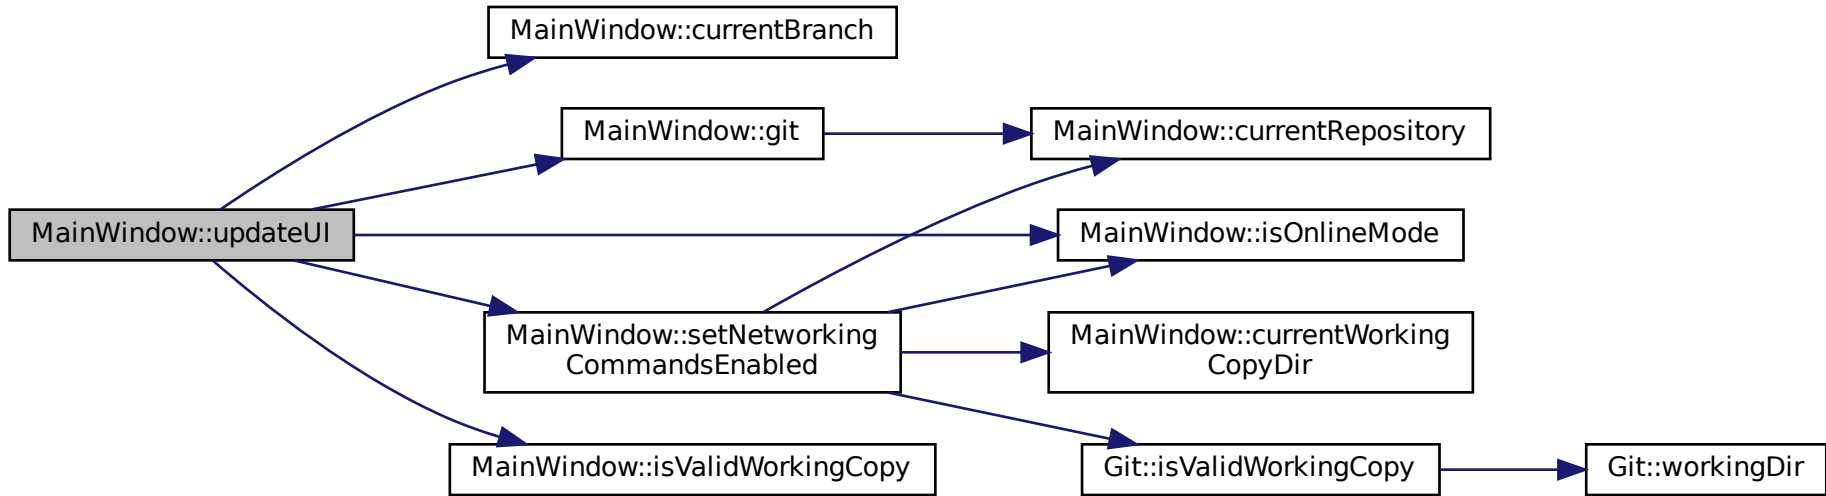 MainWindow::currentBranch
MainWindow::git
MainWindow::currentRepository
MainWindow::updateUI
MainWindow::isOnlineMode
MainWindow::setNetworking
CommandsEnabled
MainWindow::currentWorking
CopyDir
MainWindow::isValidWorkingCopy
Git::isValidWorkingCopy
Git::workingDir